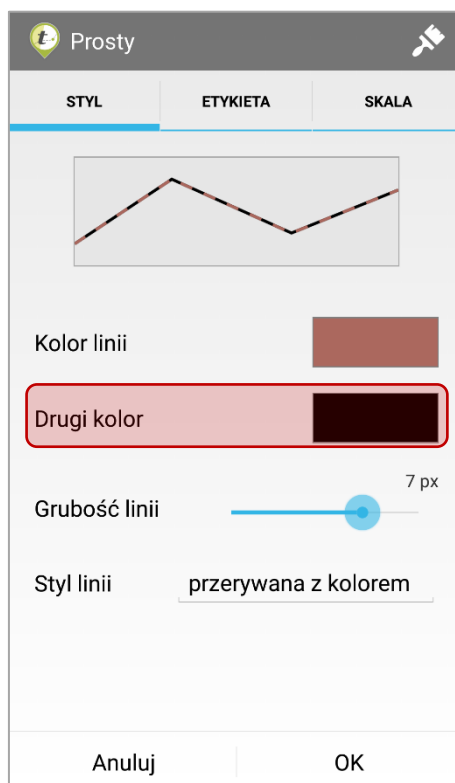 Prosty
STYL ETYKIETA SKALA
Kolor linii
Drugi kolor
7 px
Grubość linii
Styl linii przerywana z kolorem
Anuluj OK